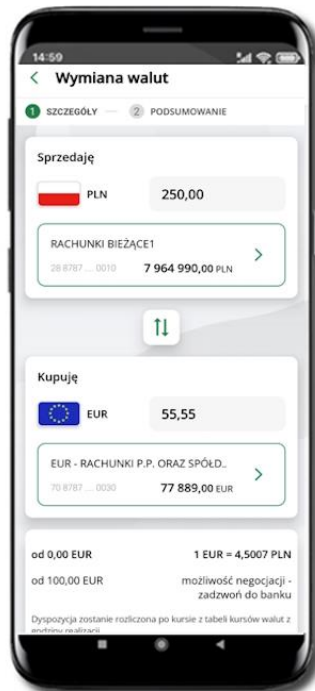 14:59
Wymiana walut
1 SZCZEGÓŁY 2 PODSUMOWANIE
Sprzedaję
PLN 250,00
RACHUNKI BIEŻĄCE1
28 8787 ... 0010 7 964 990,00 PLN
Kupuję
EUR 55,55
EUR - RACHUNKI P.P. ORAZ SPÓŁD..
70 8787 ... 0030 77 889,00 EUR
od 0,00 EUR 1 EUR = 4,5007 PLN
od 100,00 EUR możliwość negocjacji -
zadzwoń do banku
Dyspozycja zostanie rozliczona po kursie z tabeli kursów walut z
godziny realizacji